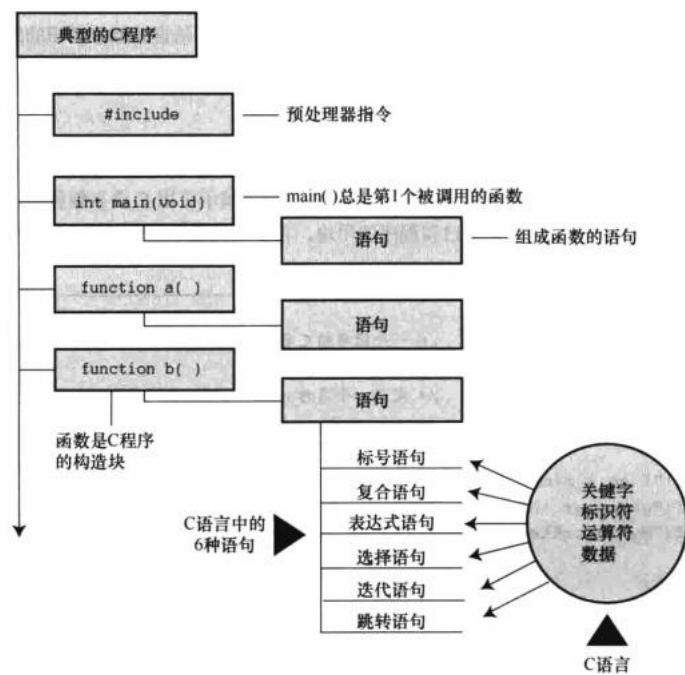 典型的C程序
#include
预处理器指令
int main(void)
main( )总是第1个被调用的函数
语句
组成函数的语句
function a( )
语句
function b( )
语句
函数是C程序
的构造块
标号语句
复合语句
表达式语句
选择语句
迭代语句
跳转语句
C语言中的
6种语句
关键字
标识符
运算符
数据
C语言